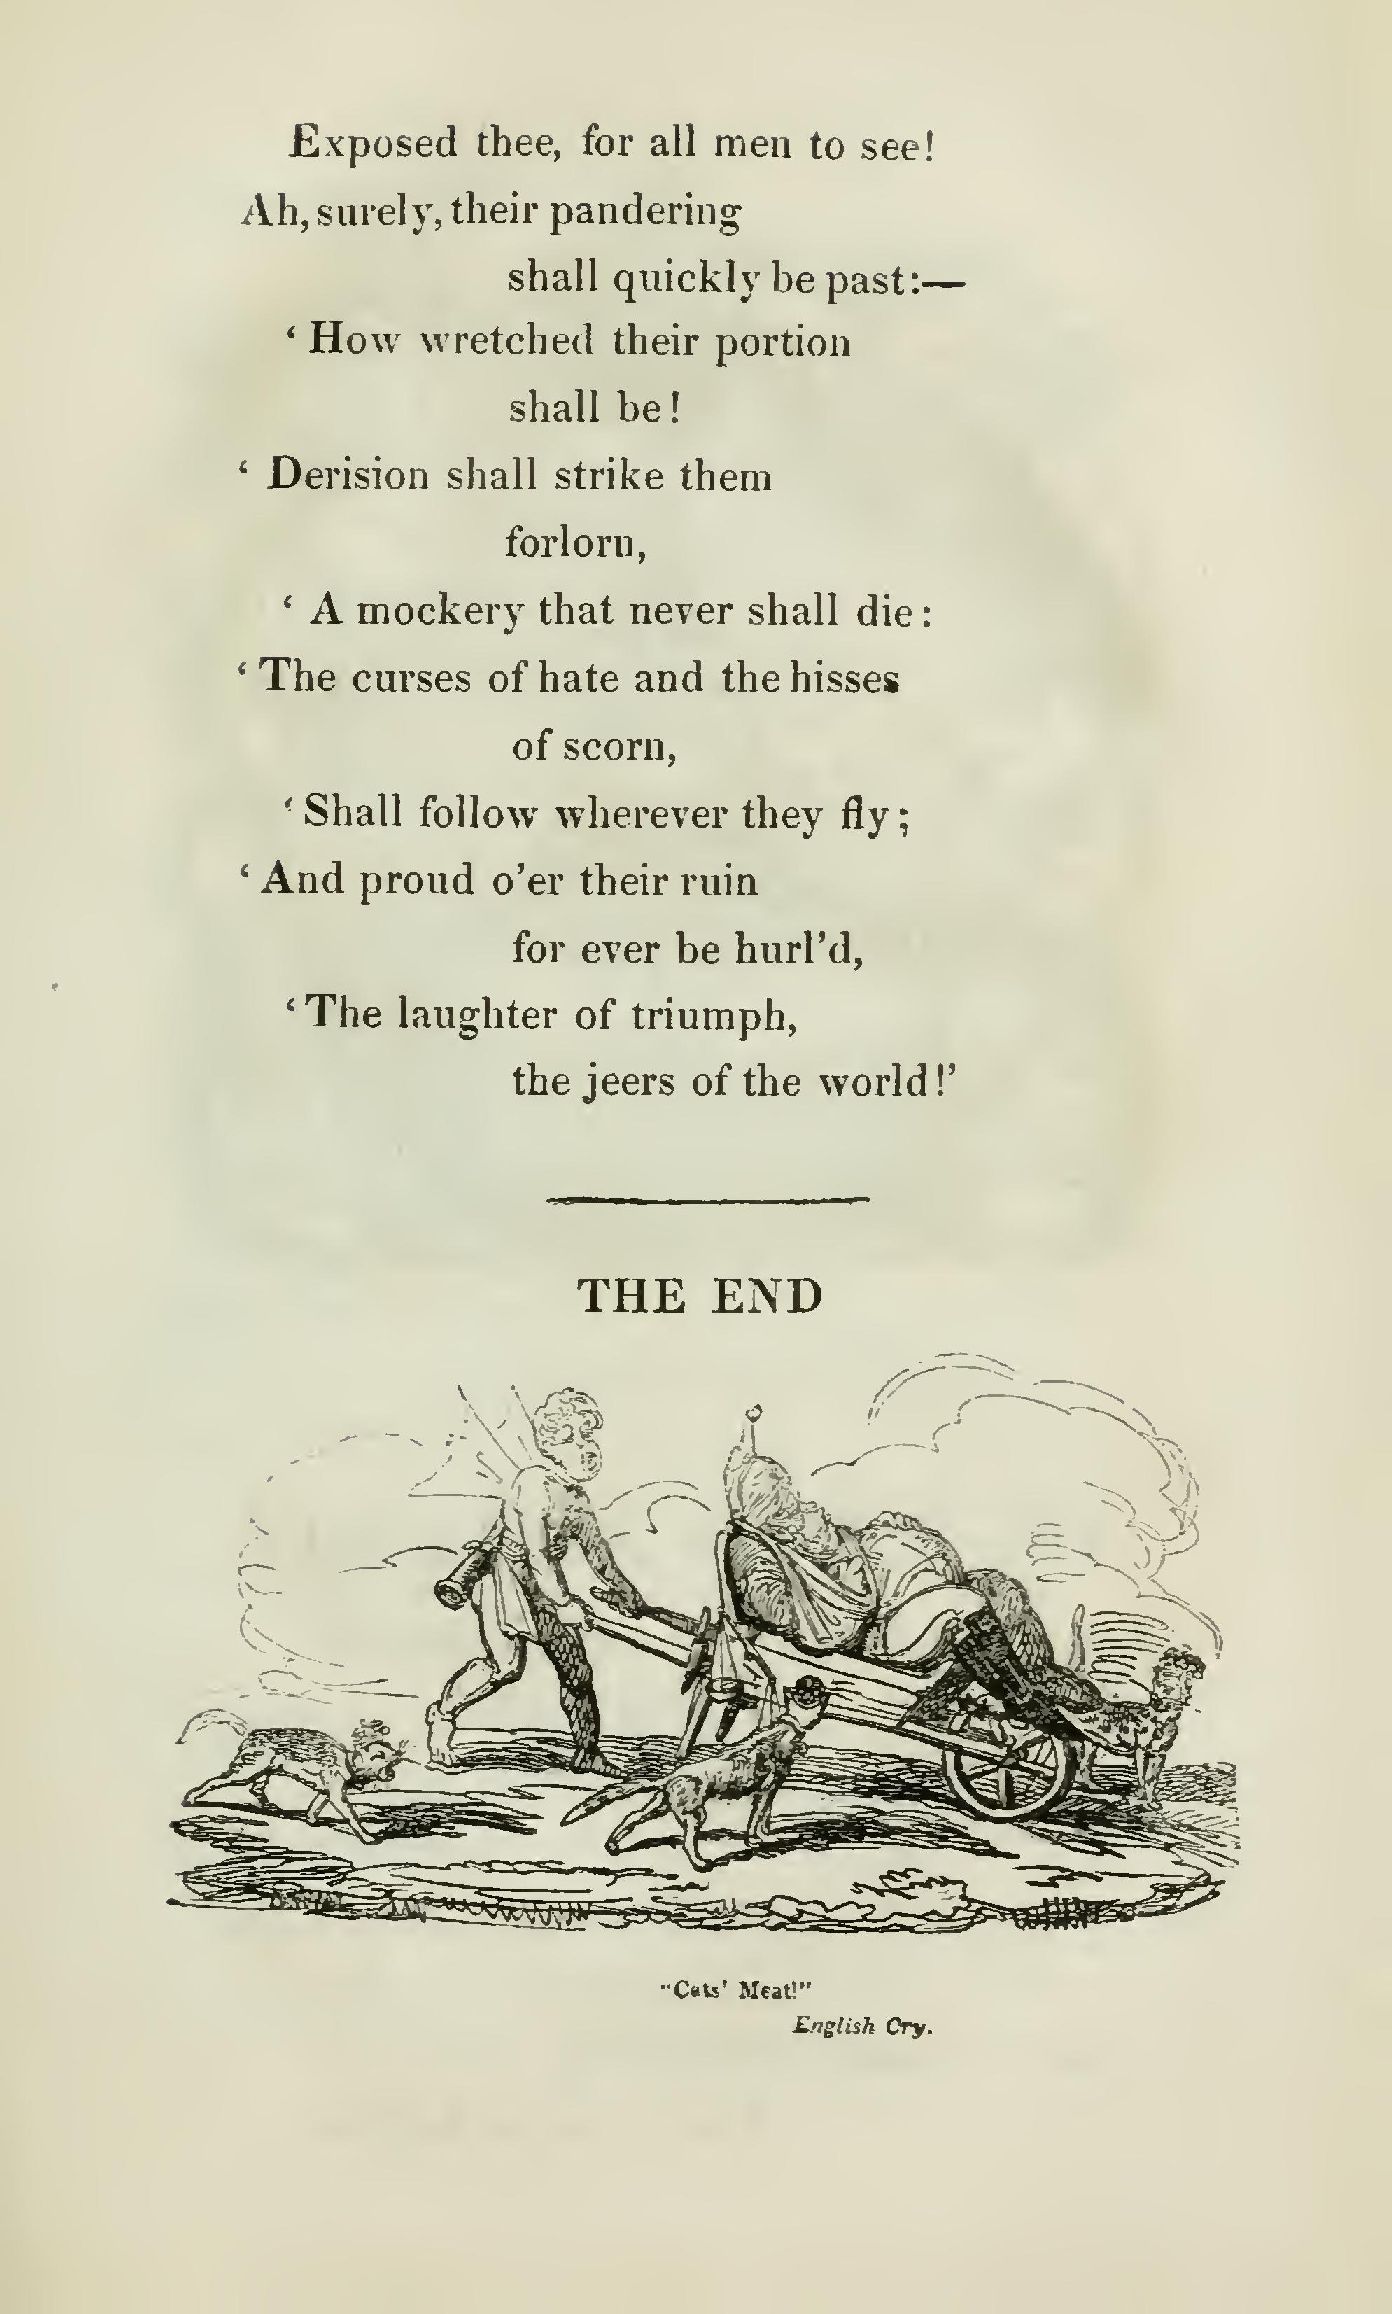 Exposed thee, for all men to see!
Ah, surely, their pandering
shall quickly be past:—
‘ How wretched their portion
shall be!
‘ Derision shall strike them
forlorn,
‘ A mockery that never shall die:
‘ The curses of hate and the hisses
of scorn,
‘ Shall follow wherever they fly;
‘ And proud o’er their ruin
for ever be hurl’d,
‘ The laughter of triumph,
the jeers of the world!’
THE END
"Cats' Meat!"
English Cry.